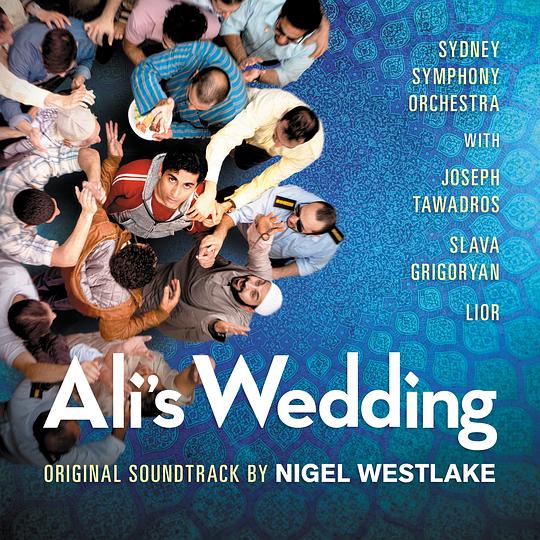 SYDNEY
SYMPHONY
ORCHESTRA
WITH
JOSEPH
TAWADROS
SLAVA
GRIGORYAN
LIOR
Ali's Wedding
ORIGINAL SOUNDTRACK BY NIGEL WESTLAKE